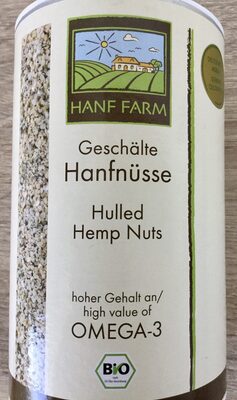 HANF FARM
Geschälte
Hanfnüsse
Hulled
Hemp Nuts
hoher Gehalt an/
high value of
OMEGA-3
BIO